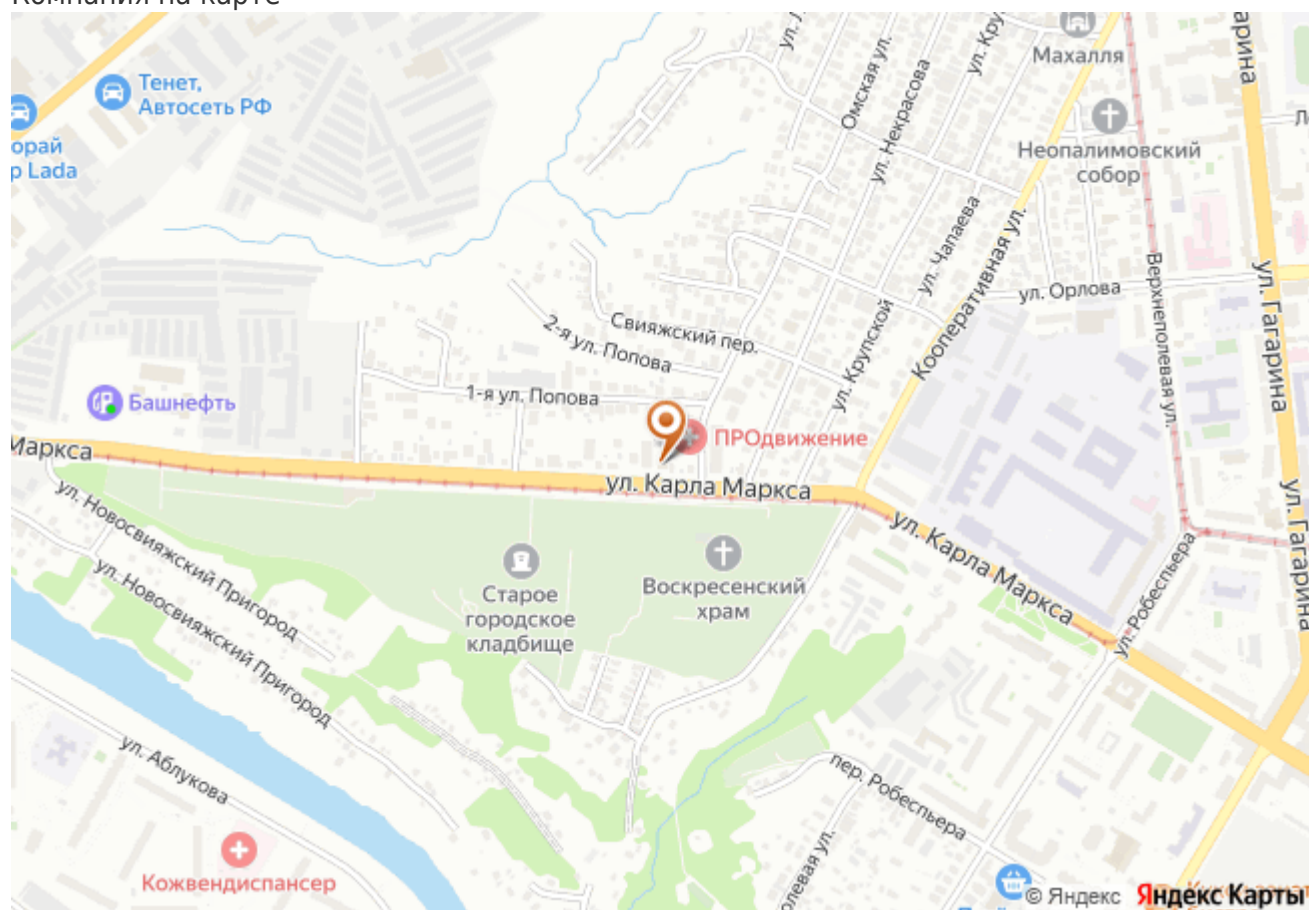 Тенет,
Автосеть РФ
p Lada
Махалля
Неопалимовский
собор
Омская ул.
ул. Некрасова
ул. Чапаева
ул. Крупской
Кооперативная ул.
ул. Орлова
Верхнеполевая ул.
ул. Гагарина
ул. Гагарина
Свияжский пер.
2-я ул. Попова
1-я ул. Попова
Башнефть
ПРОдвижение
Маркса
ул. Карла Маркса
ул. Карла Маркса
ул. Робеспьера
ул. Новосвияжский Пригород
ул. Новосвияжский Пригород
Старое
городское
кладбище
Воскресенский
храм
ул. Аблукова
пер. Робеспьера
Кожвендиспансер
© Яндекс Яндекс Карты